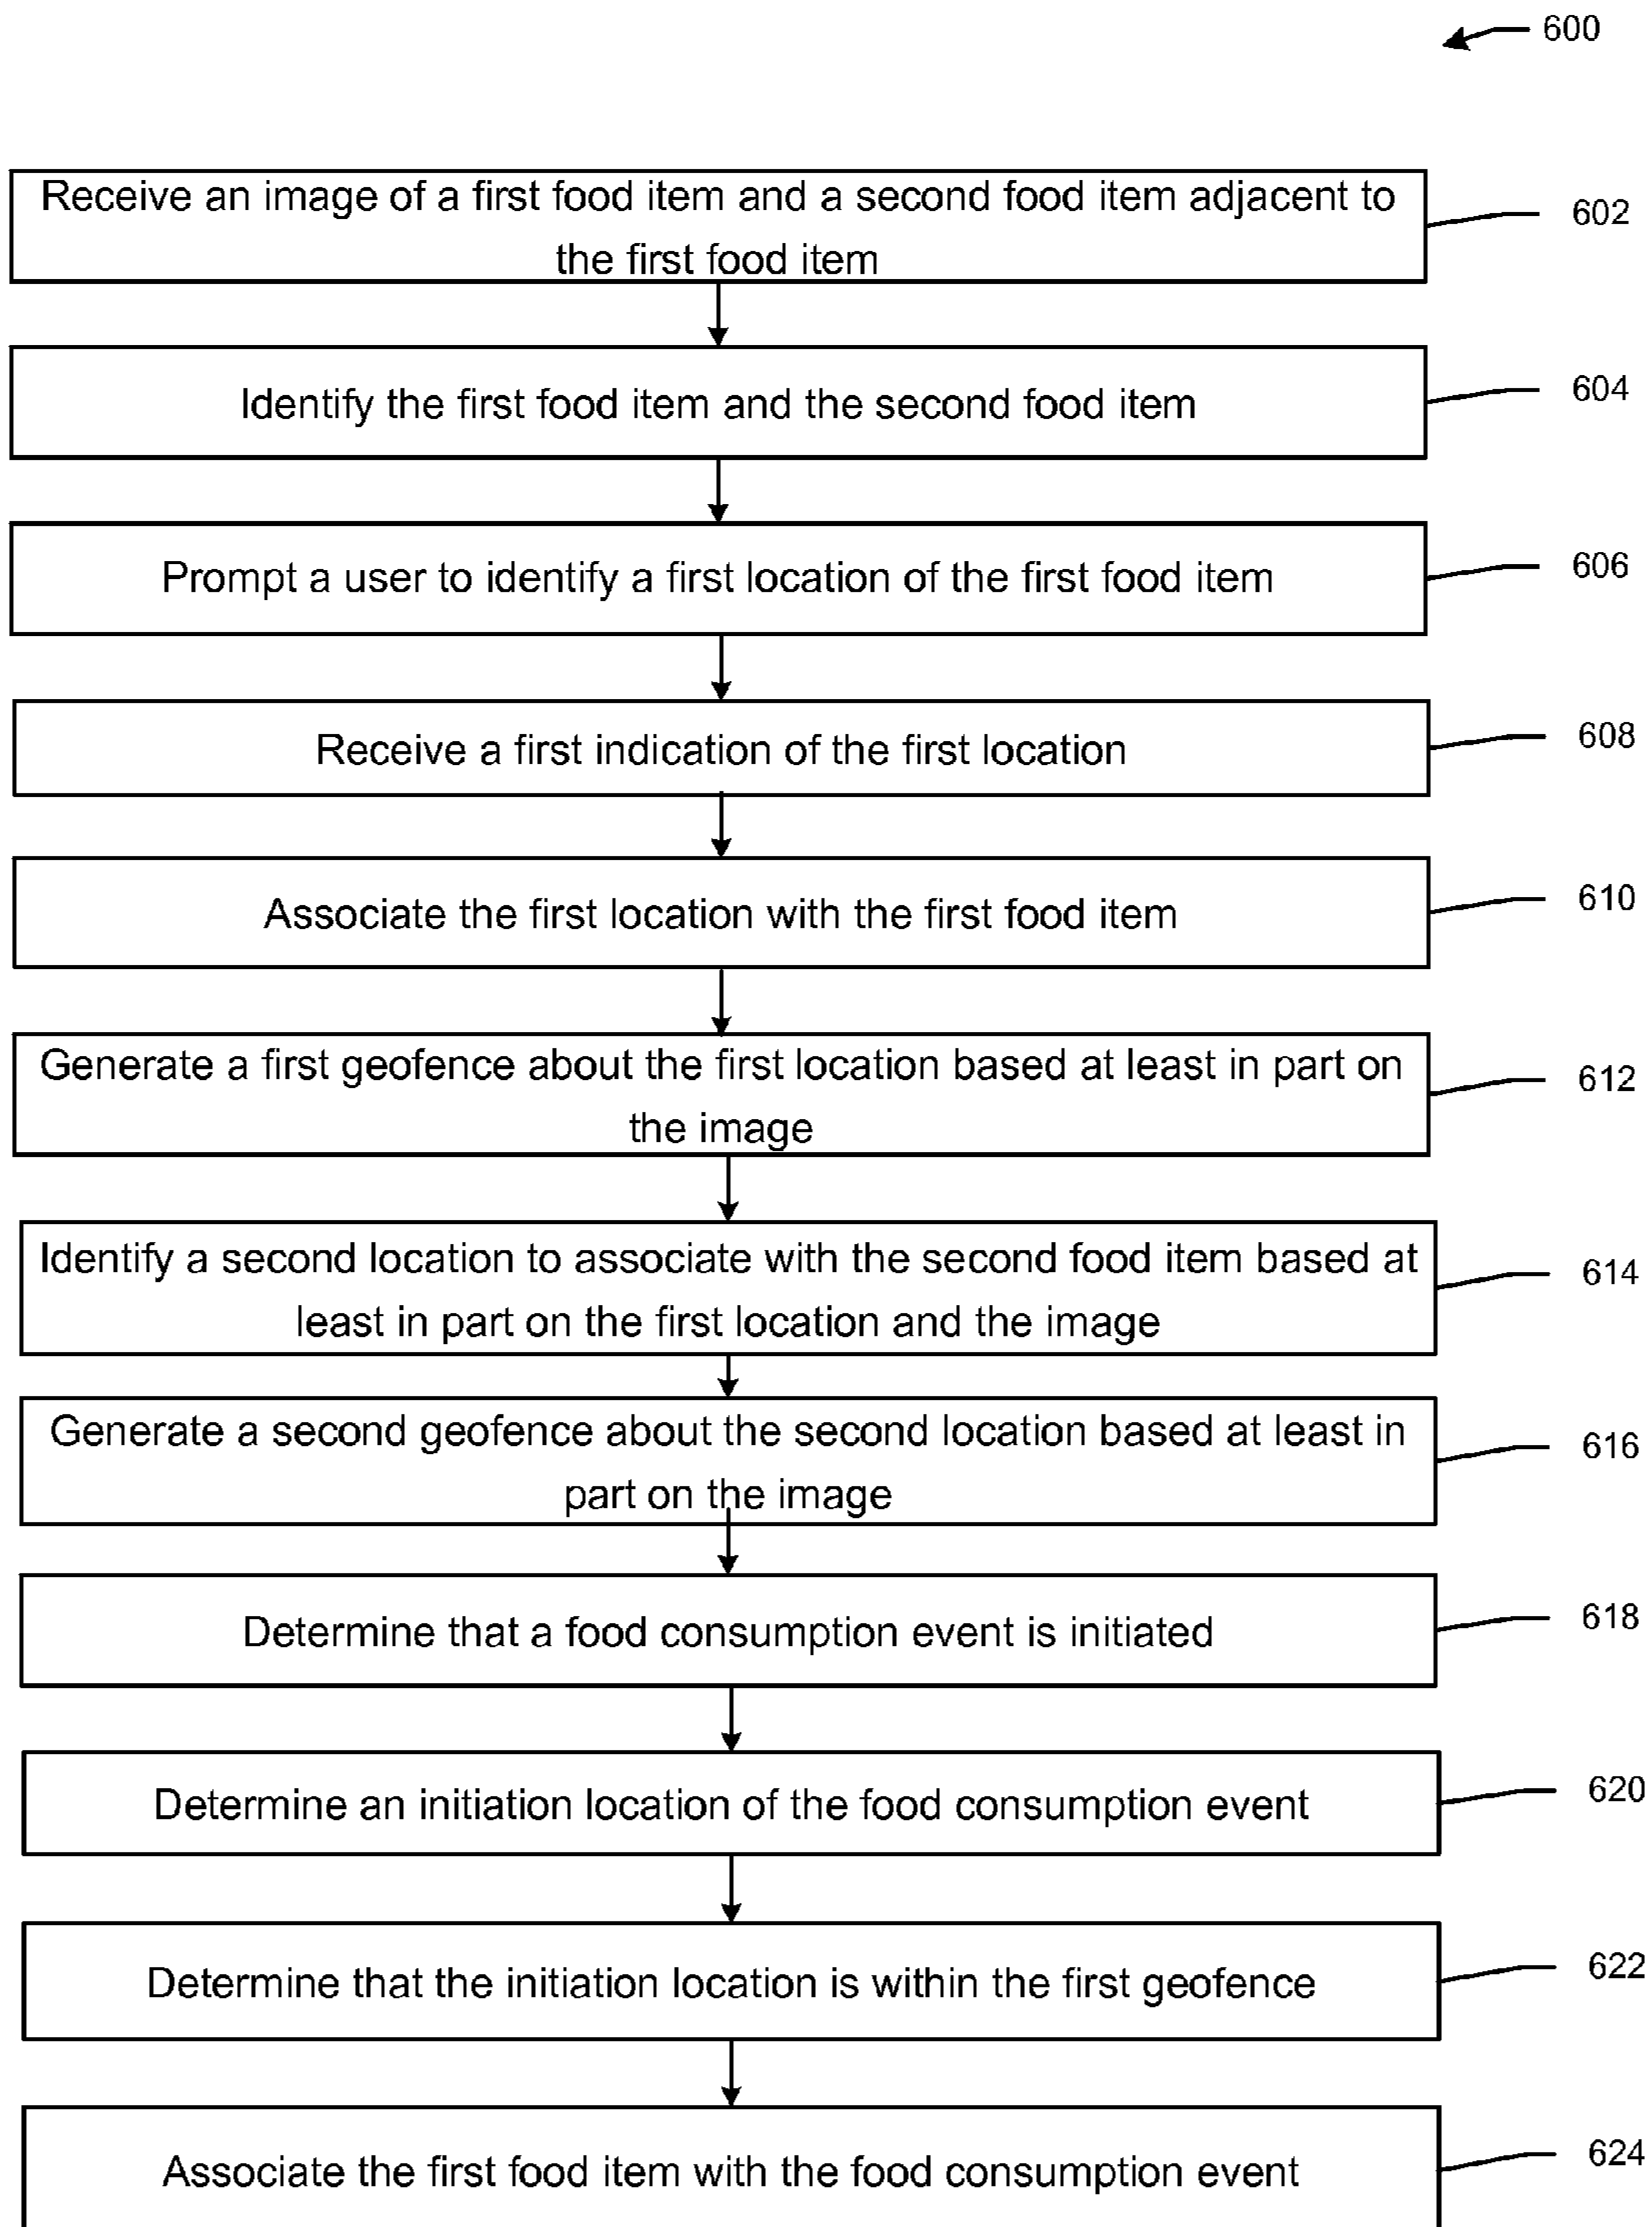 600
Receive an image of a first food item and a second food item adjacent to
the first food item
602
Identify the first food item and the second food item
604
Prompt a user to identify a first location of the first food item
606
Receive a first indication of the first location
608
Associate the first location with the first food item
610
Generate a first geofence about the first location based at least in part on
the image
612
Identify a second location to associate with the second food item based at
least in part on the first location and the image
614
Generate a second geofence about the second location based at least in
part on the image
616
Determine that a food consumption event is initiated
618
Determine an initiation location of the food consumption event
620
Determine that the initiation location is within the first geofence
622
Associate the first food item with the food consumption event
624